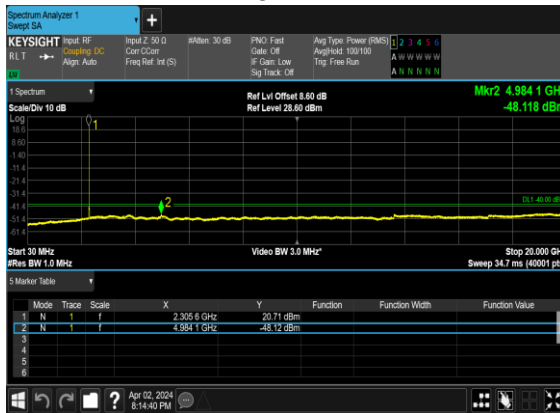 Spectrum Analyzer 1
Swept SA
+
KEYSIGHT Input: RF Input Z: 50 Ω #Atten: 30 dB PNO: Fast Avg Type: Power (RMS) 1 2 3 4 5 6
RLT Coupling: DC Corr CCorr Gate: Off Avg|Hold: 100/100 A W W W W W
Align: Auto Freq Ref: Int (S) IF Gain: Low Trig: Free Run
LXI Sig Track: Off A N N N N N
1 Spectrum Ref Lvl Offset 8.60 dB Mkr2 4.984 1 GH
Scale/Div 10 dB Ref Level 28.60 dBm -48.118 dBr
Log
18.6 1
8.60
-1.40
-11.4
-21.4
-31.4
DL1 -40.00 dB
-41.4 2
-51.4
-61.4
Start 30 MHz Video BW 3.0 MHz* Stop 20.000 GH
#Res BW 1.0 MHz Sweep 34.7 ms (40001 pt
5 Marker Table
Mode Trace Scale X Y Function Function Width Function Value
1 N 1 f 2.305 6 GHz 20.71 dBm
2 N 1 f 4.984 1 GHz -48.12 dBm
3
4
5
6
? Apr 02, 2024
8:14:40 PM